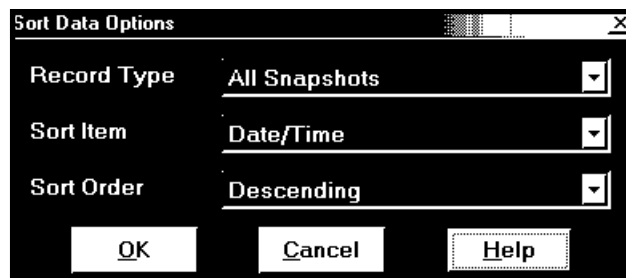 Sort Data Options
Record Type All Snapshots
Sort Item Date/Time
Sort Order Descending
OK Cancel Help